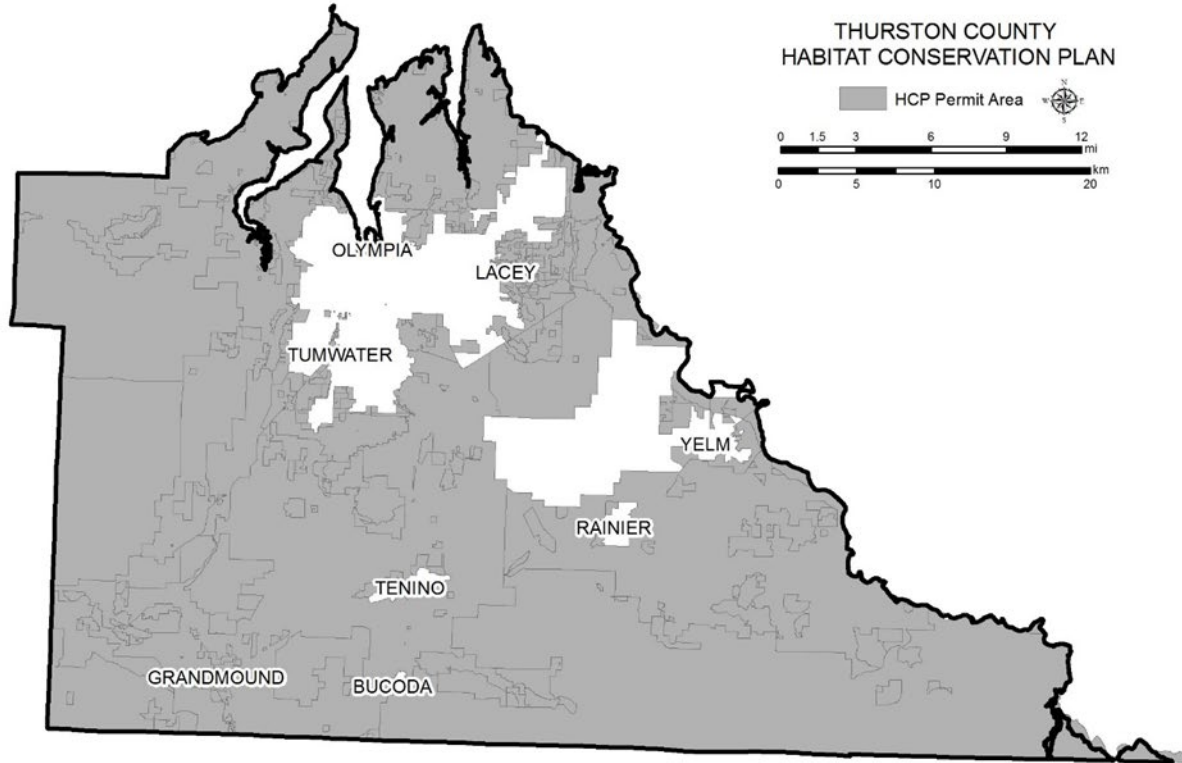 THURSTON COUNTY
HABITAT CONSERVATION PLAN
HCP Permit Area
N
W E
S
0 1.5 3 6 9 12
mi
km
0 5 10 20
OLYMPIA
LACEY
TUMWATER
YELM
RAINIER
TENINO
GRANDMOUND
BUCODA